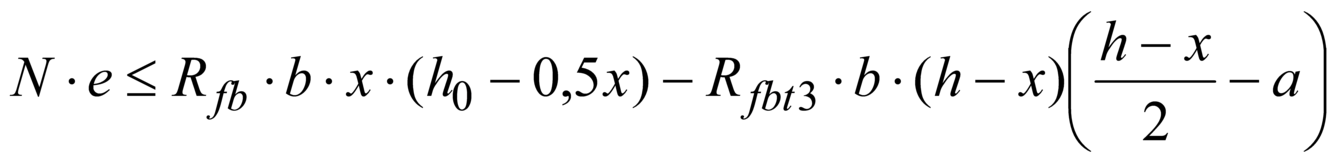 N · e ≤ R_fb · b · x · (h_0 − 0,5x) − R_fbt3 · b · (h − x)((h − x)/2 − a)